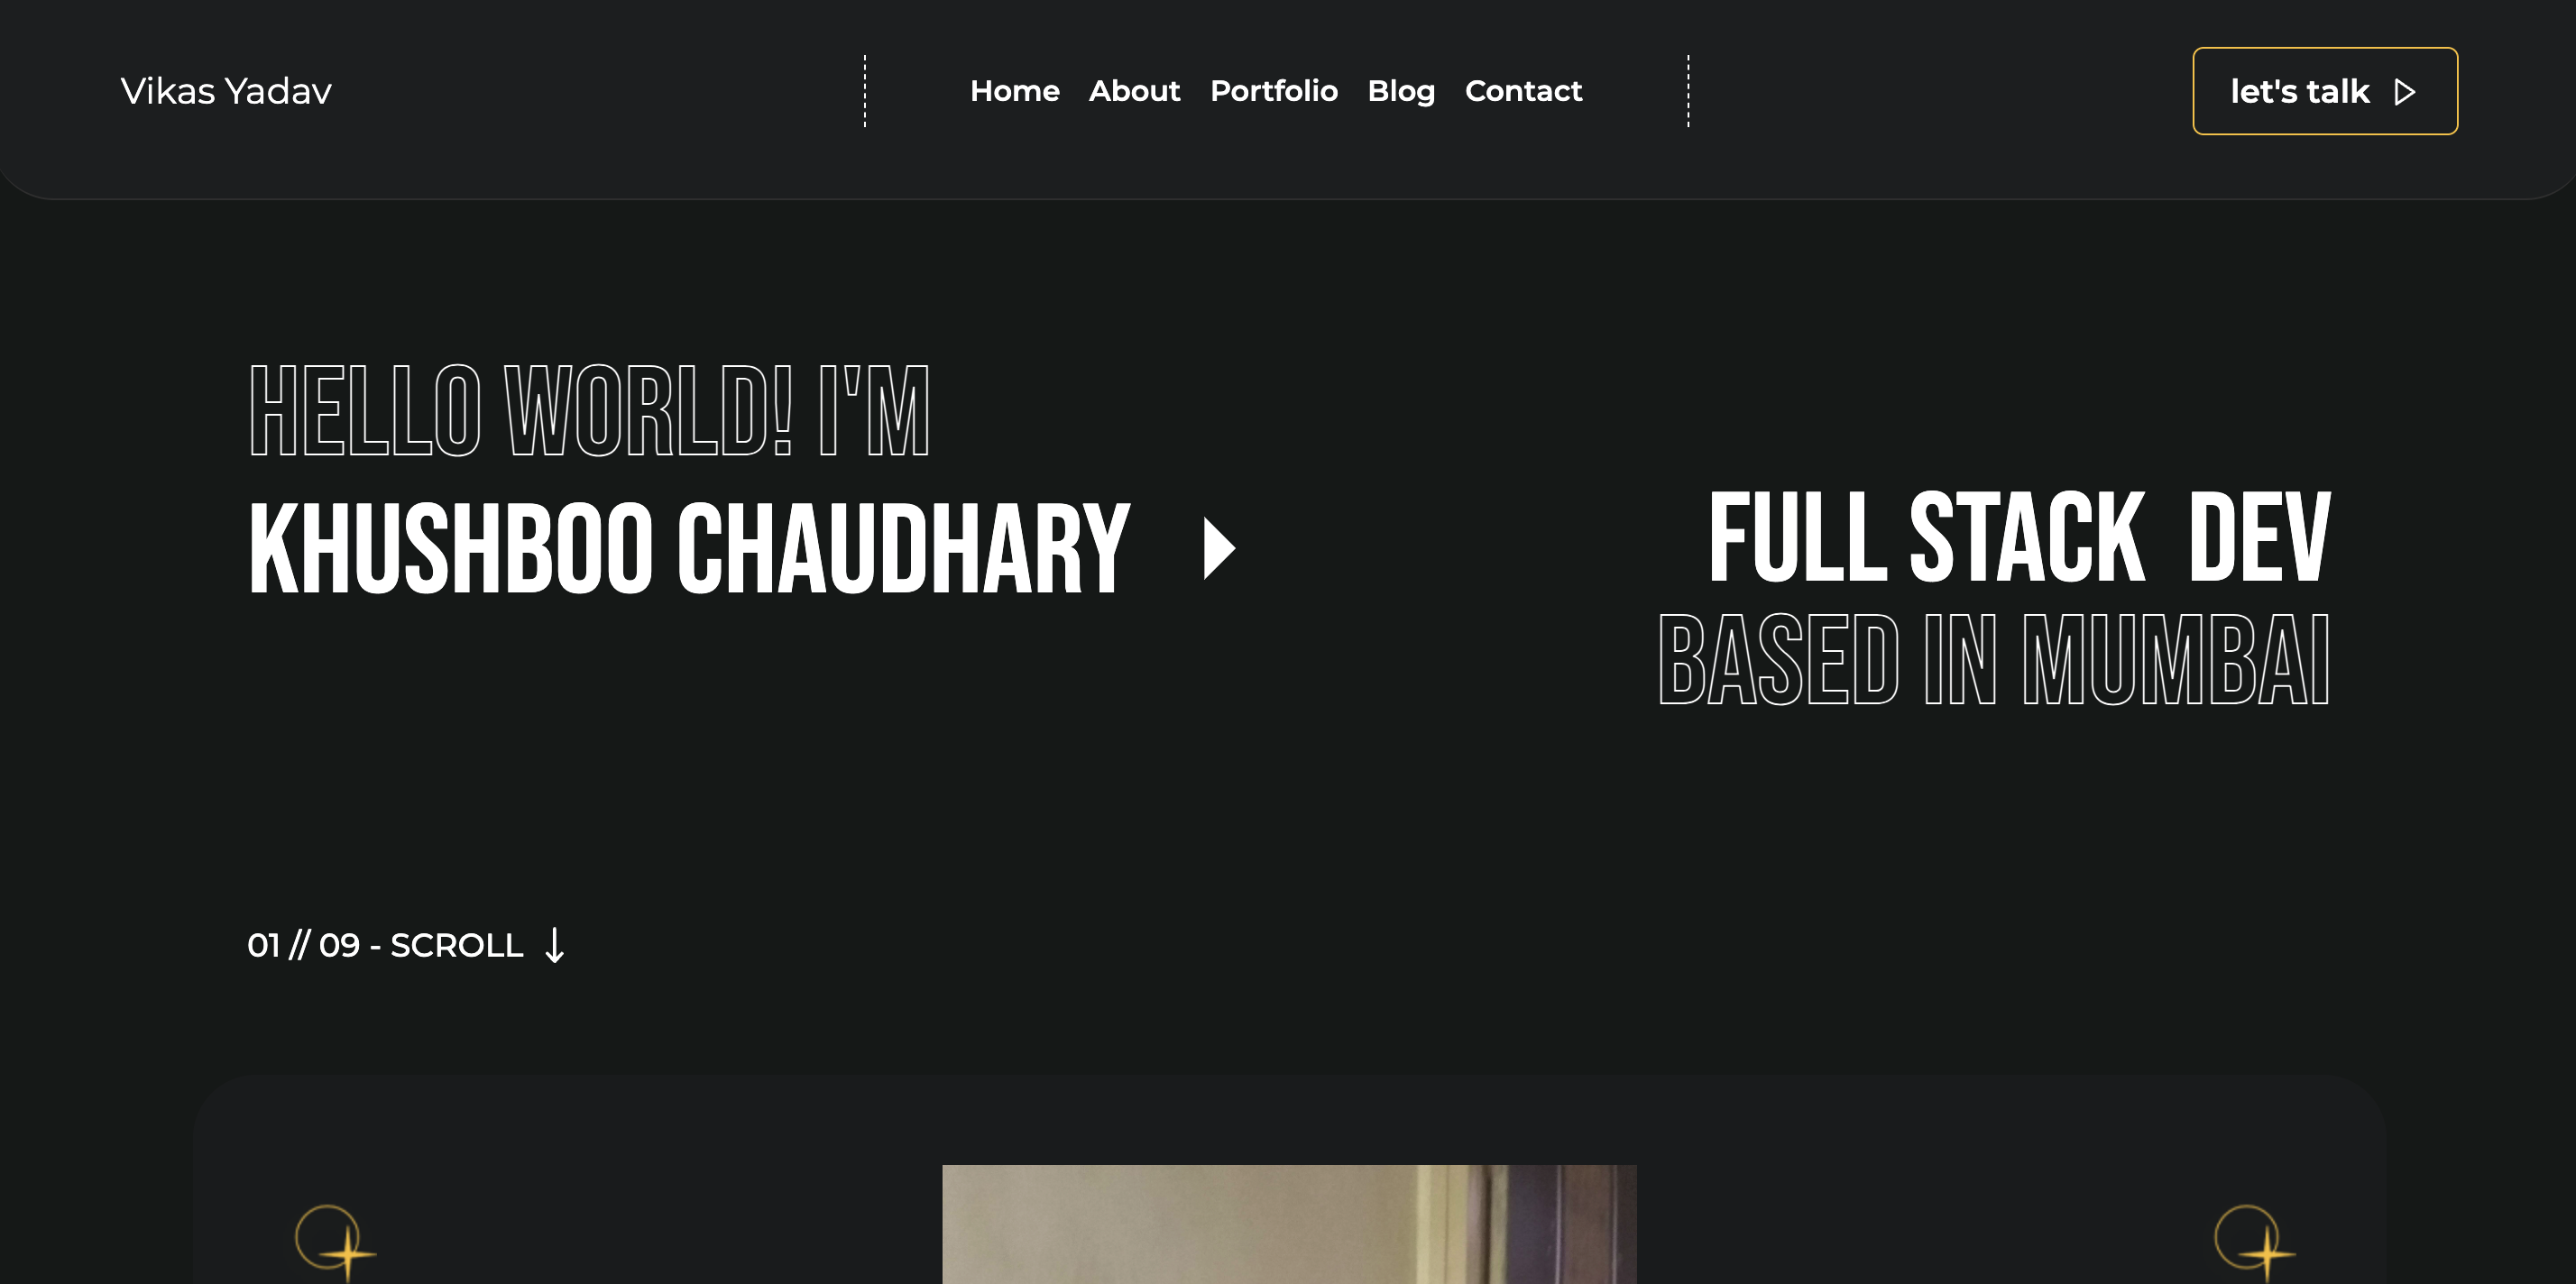 Vikas Yadav
Home About Portfolio Blog Contact
let's talk
HELLO WORLD! I'M
KHUSHBOO CHAUDHARY
FULL STACK DEV
BASED IN MUMBAI
01 // 09 - SCROLL